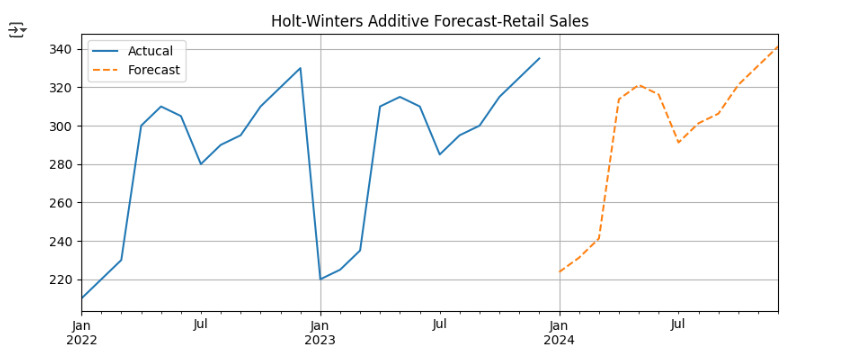 Holt-Winters Additive Forecast-Retail Sales
Actucal
Forecast
340
320
300
280
260
240
220
Jan
2022
Jul
Jan
2023
Jul
Jan
2024
Jul